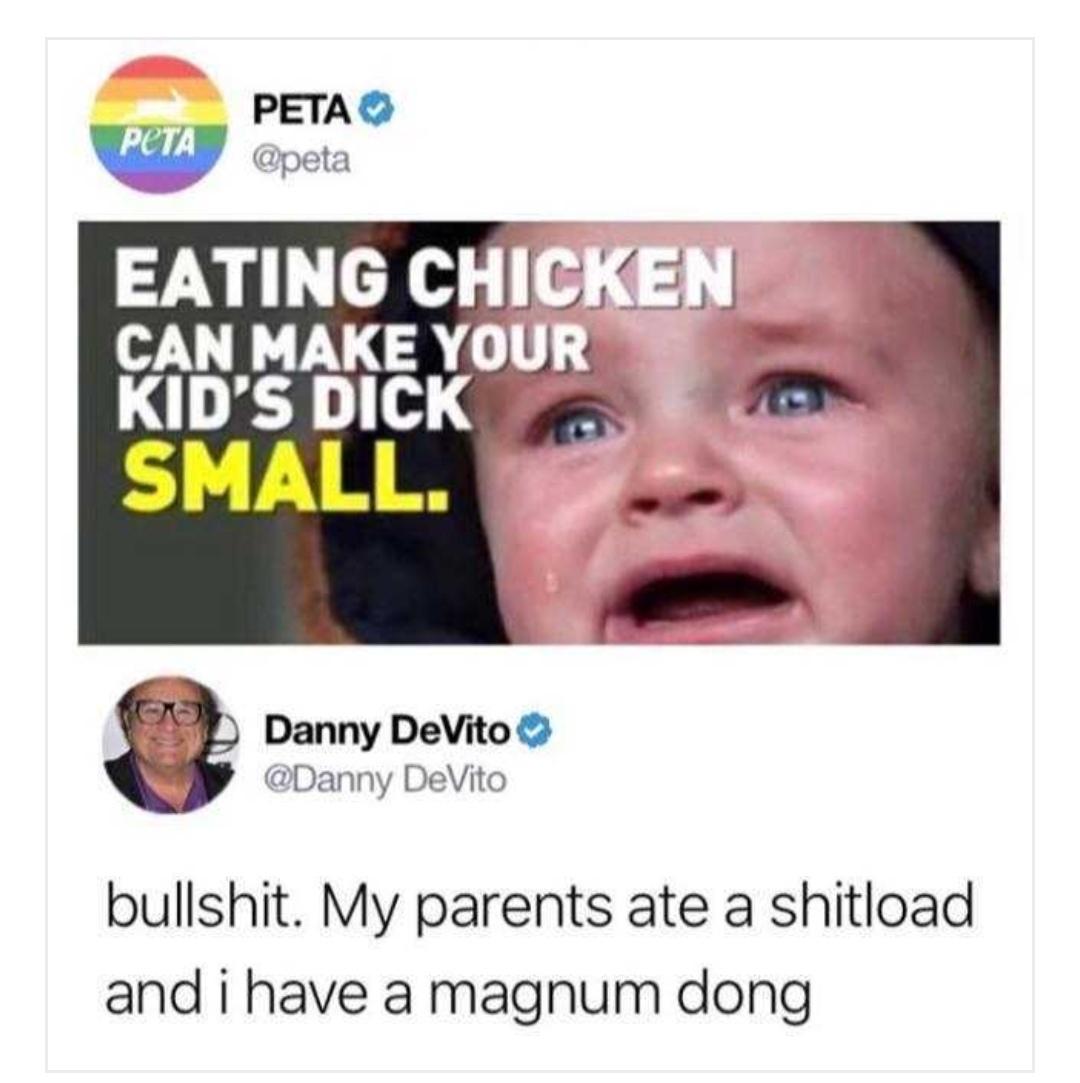 PETA
PETA
@peta
EATING CHICKEN
CAN MAKE YOUR
KID'S DICK
SMALL.
Danny DeVito
@Danny DeVito
bullshit. My parents ate a shitload
and i have a magnum dong